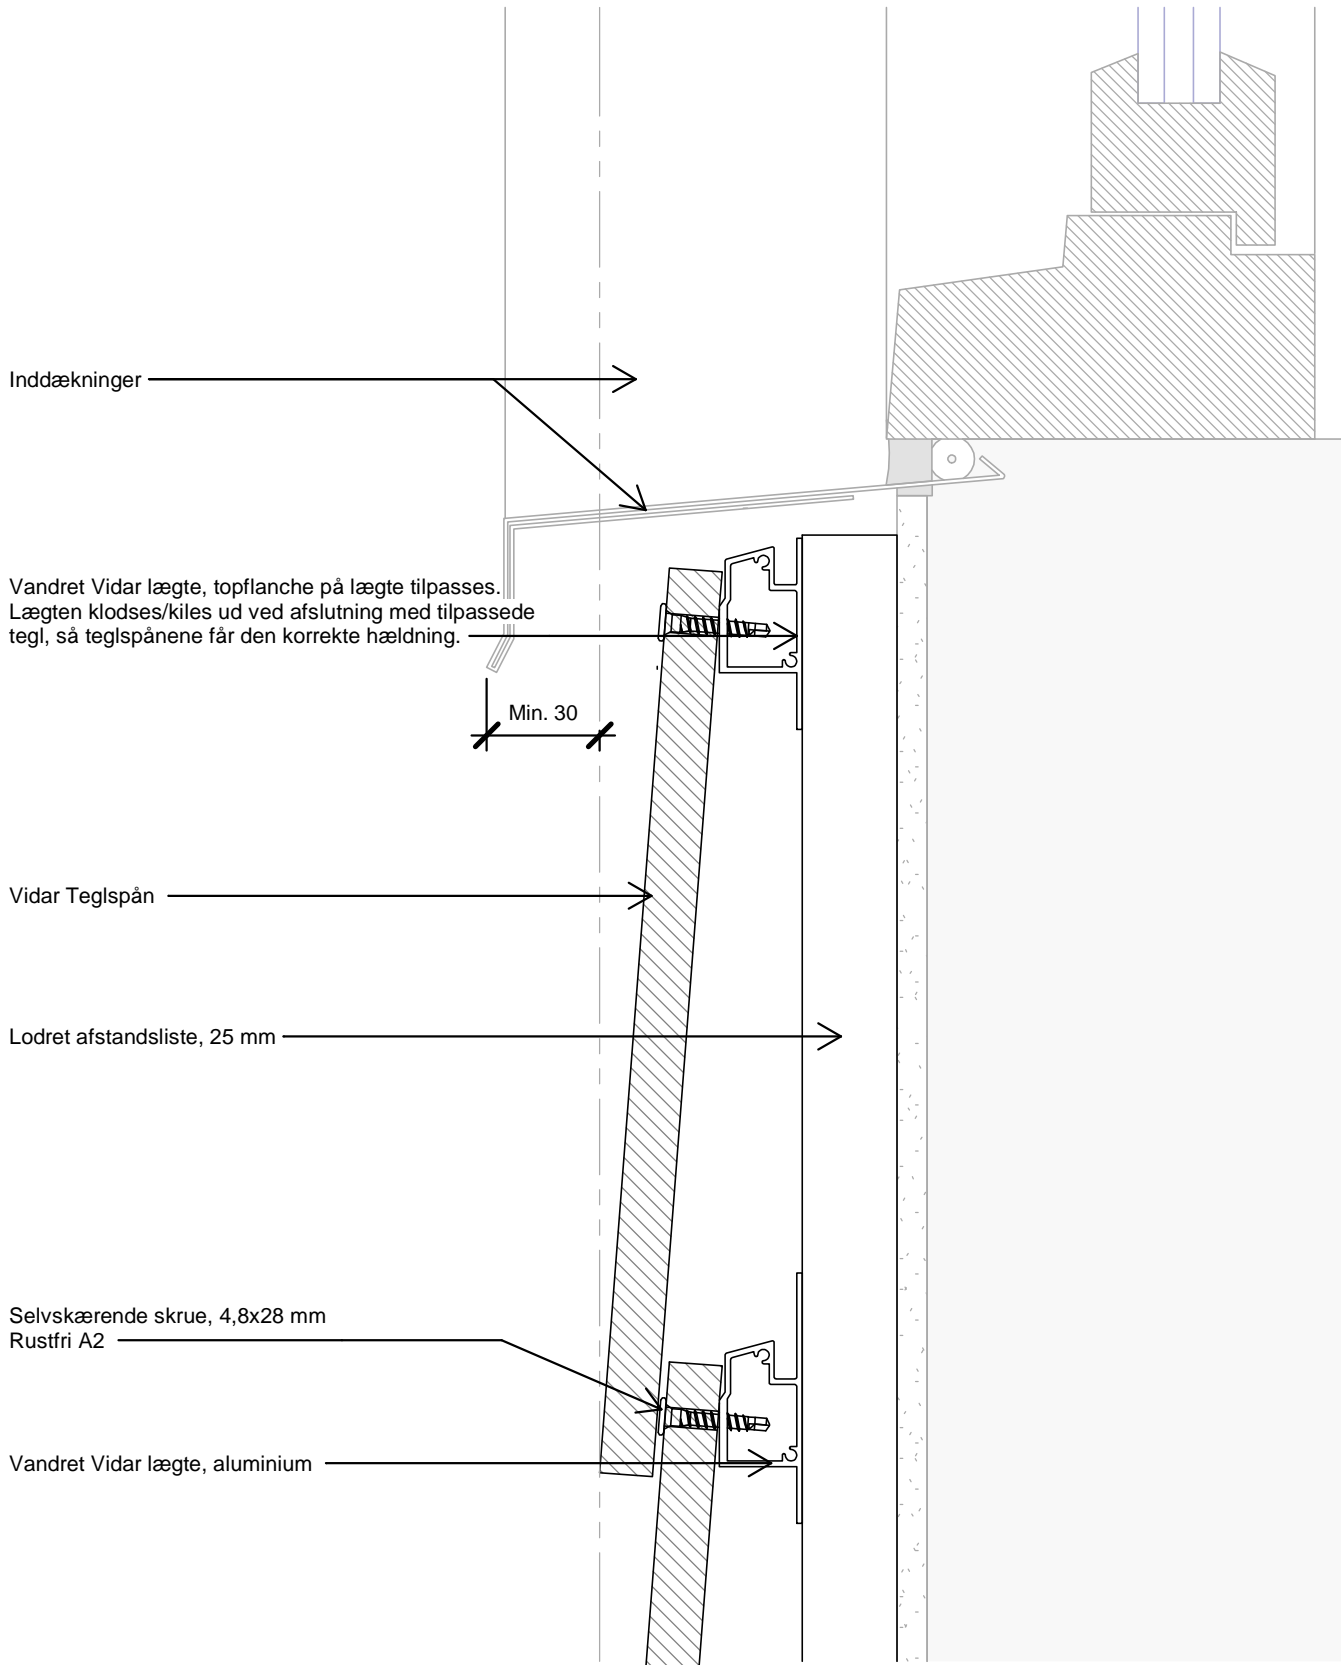 Inddækninger
Vandret Vidar lægte, topflanche på lægte tilpasses.
Lægten klodses/kiles ud ved afslutning med tilpassede
tegl, så teglspånene får den korrekte hældning.
Min. 30
Vidar Teglspån
Lodret afstandsliste, 25 mm
Selvskærende skrue, 4,8x28 mm
Rustfri A2
Vandret Vidar lægte, aluminium